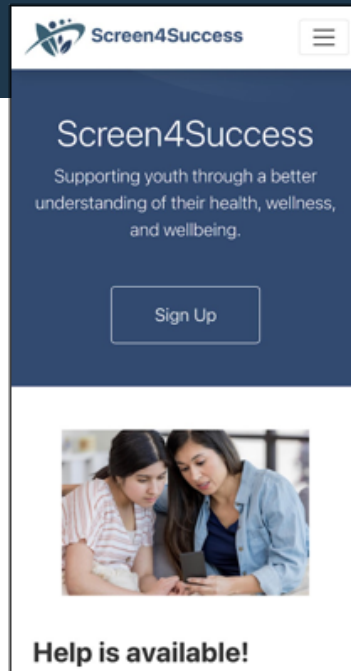 Screen4Success
Screen4Success
Supporting youth through a better
understanding of their health, wellness,
and wellbeing.
Sign Up
Help is available!